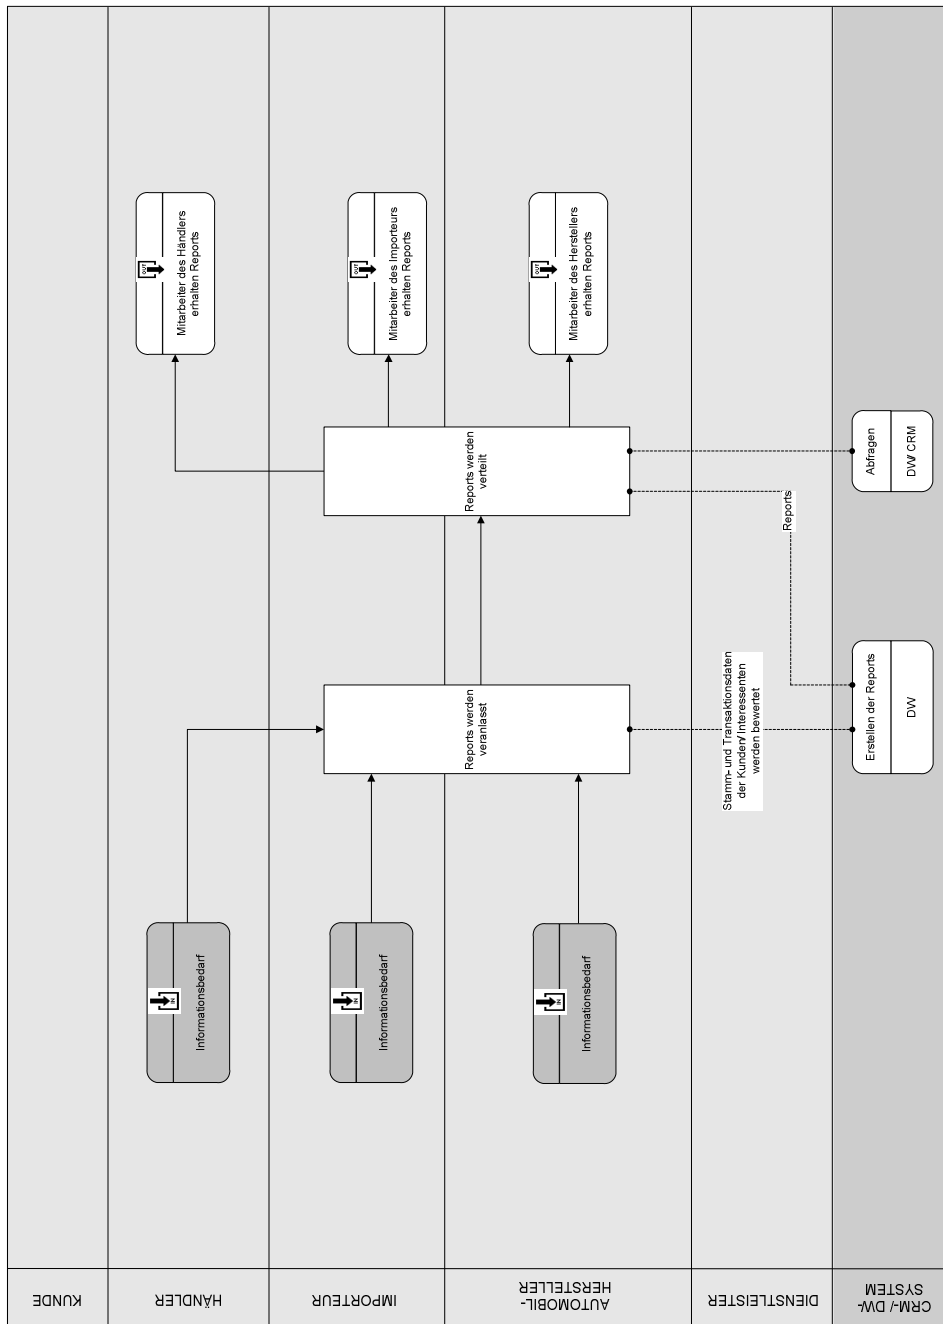 KUNDE
HÄNDLER
IMPORTEUR
AUTOMOBIL-
HERSTELLER
DIENSTLEISTER
CRM-/ DW-
SYSTEM
IN
Informationsbedarf
IN
Informationsbedarf
IN
Informationsbedarf
Reports werden
veranlasst
Stamm- und Transaktionsdaten
der Kunden/ Interessenten
werden bewertet
Erstellen der Reports
DW
Reports werden
verteilt
Reports
Abfragen
DW/ CRM
OUT
Mitarbeiter des Händlers
erhalten Reports
OUT
Mitarbeiter des Importeurs
erhalten Reports
OUT
Mitarbeiter des Herstellers
erhalten Reports